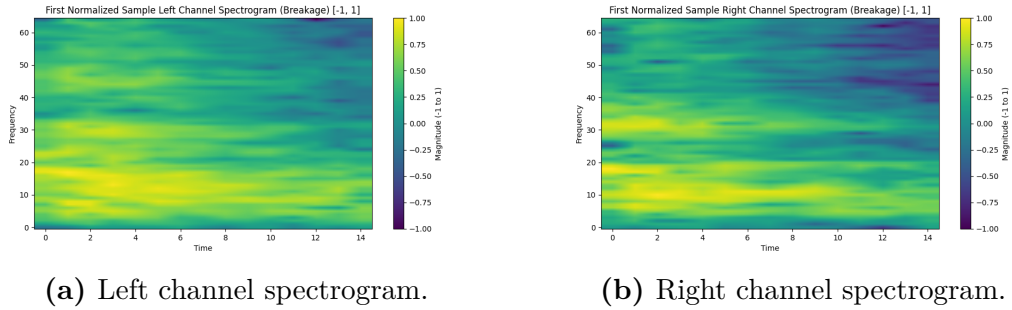 First Normalized Sample Left Channel Spectrogram (Breakage) [-1, 1]
60
50
40
30
20
10
0
Frequency
0 2 4 6 8 10 12 14
Time
1.00
0.75
0.50
0.25
0.00
−0.25
−0.50
−0.75
−1.00
Magnitude (-1 to 1)
(a) Left channel spectrogram.
First Normalized Sample Right Channel Spectrogram (Breakage) [-1, 1]
60
50
40
30
20
10
0
Frequency
0 2 4 6 8 10 12 14
Time
1.00
0.75
0.50
0.25
0.00
−0.25
−0.50
−0.75
−1.00
Magnitude (-1 to 1)
(b) Right channel spectrogram.